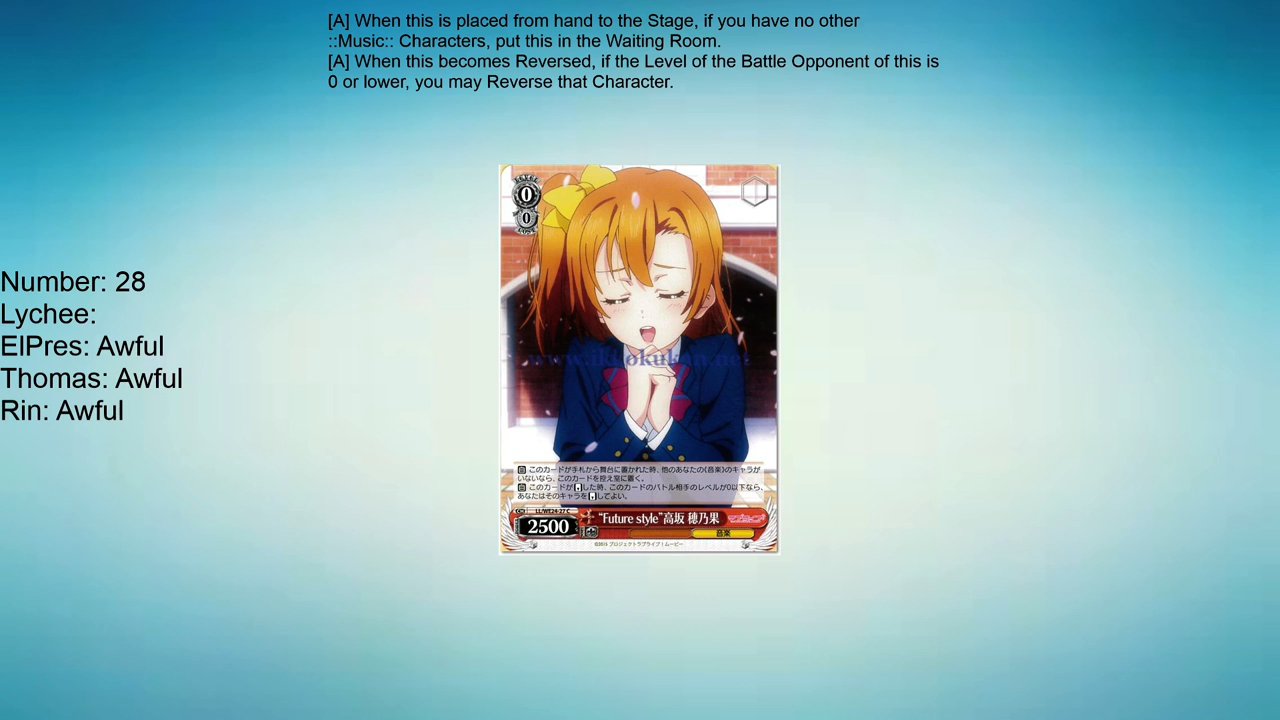 [A] When this is placed from hand to the Stage, if you have no other
::Music:: Characters, put this in the Waiting Room.
[A] When this becomes Reversed, if the Level of the Battle Opponent of this is
0 or lower, you may Reverse that Character.
Number: 28
Lychee:
ElPres: Awful
Thomas: Awful
Rin: Awful
0
0
このカードが手札から舞台に置かれた時、他のあなたの《音楽》のキャラが
いないなら、このカードを控え室に置く。
このカードが した時、このカードのバトル相手のレベルが0以下なら、
あなたはそのキャラを してよい。
2500
"Future style"高坂 穂乃果
音楽